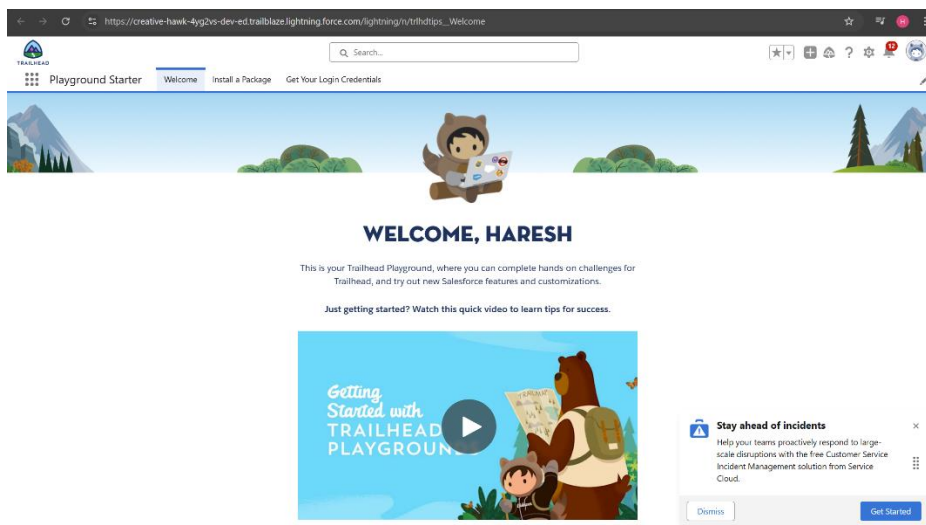 https://creative-hawk-4yg2vs-dev-ed.trailblaze.lightning.force.com/lightning/n/trlhdtips__Welcome
H
TRAILHEAD
Search...
12
Playground Starter Welcome Install a Package Get Your Login Credentials
WELCOME, HARESH
This is your Trailhead Playground, where you can complete hands on challenges for
Trailhead, and try out new Salesforce features and customizations.
Just getting started? Watch this quick video to learn tips for success.
Getting
Started with
TRAILHEAD
Stay ahead of incidents
Help your teams proactively respond to large-
scale disruptions with the free Customer Service
Incident Management solution from Service
Cloud.
Dismiss Get Started